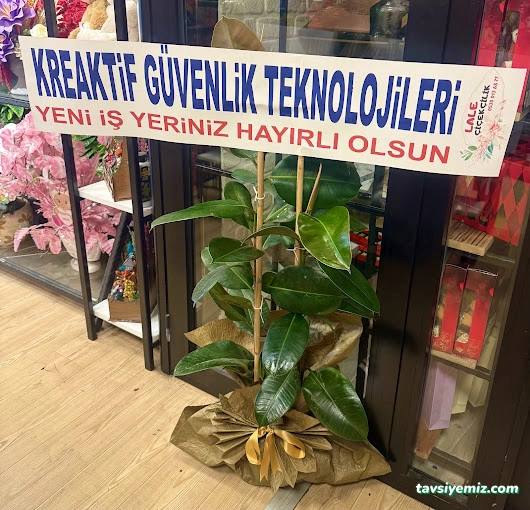 KREAKTİF GÜVENLİK TEKNOLOJİLERİ
YENİ İŞ YERİNİZ HAYIRLI OLSUN
LALE
ÇİÇEKÇİLİK
tavsiyemiz.com